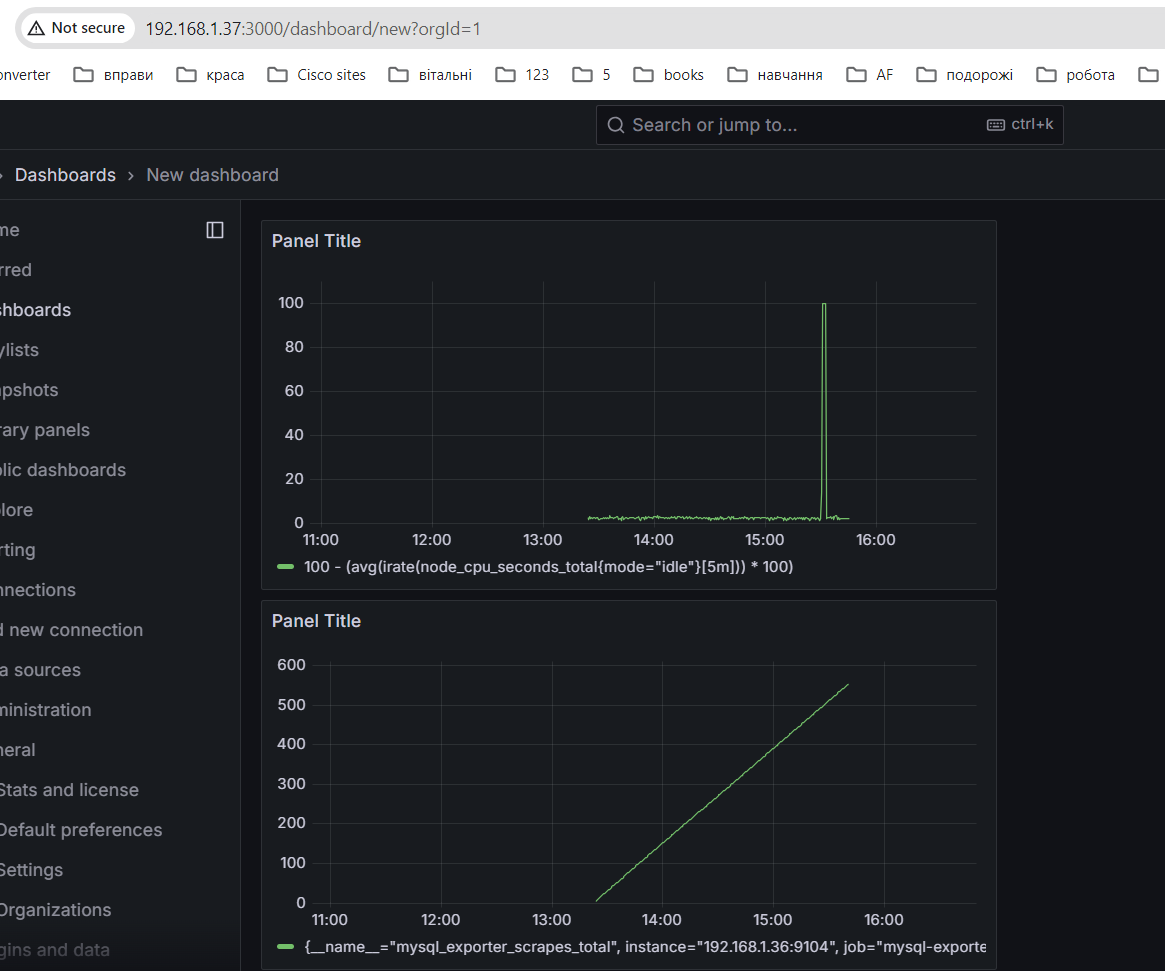 Not secure 192.168.1.37:3000/dashboard/new?orgId=1
onverter вправи краса Cisco sites вітальні 123 5 books навчання AF подорожі робота
Search or jump to... ctrl+k
Dashboards › New dashboard
me
rred
shboards
ylists
apshots
rary panels
blic dashboards
lore
rting
nnections
d new connection
a sources
ministration
neral
Stats and license
Default preferences
Settings
Organizations
gins and data
Panel Title
100
80
60
40
20
0
11:00 12:00 13:00 14:00 15:00 16:00
100 - (avg(irate(node_cpu_seconds_total{mode="idle"}[5m])) * 100)
Panel Title
600
500
400
300
200
100
0
11:00 12:00 13:00 14:00 15:00 16:00
{__name__="mysql_exporter_scrapes_total", instance="192.168.1.36:9104", job="mysql-exporte